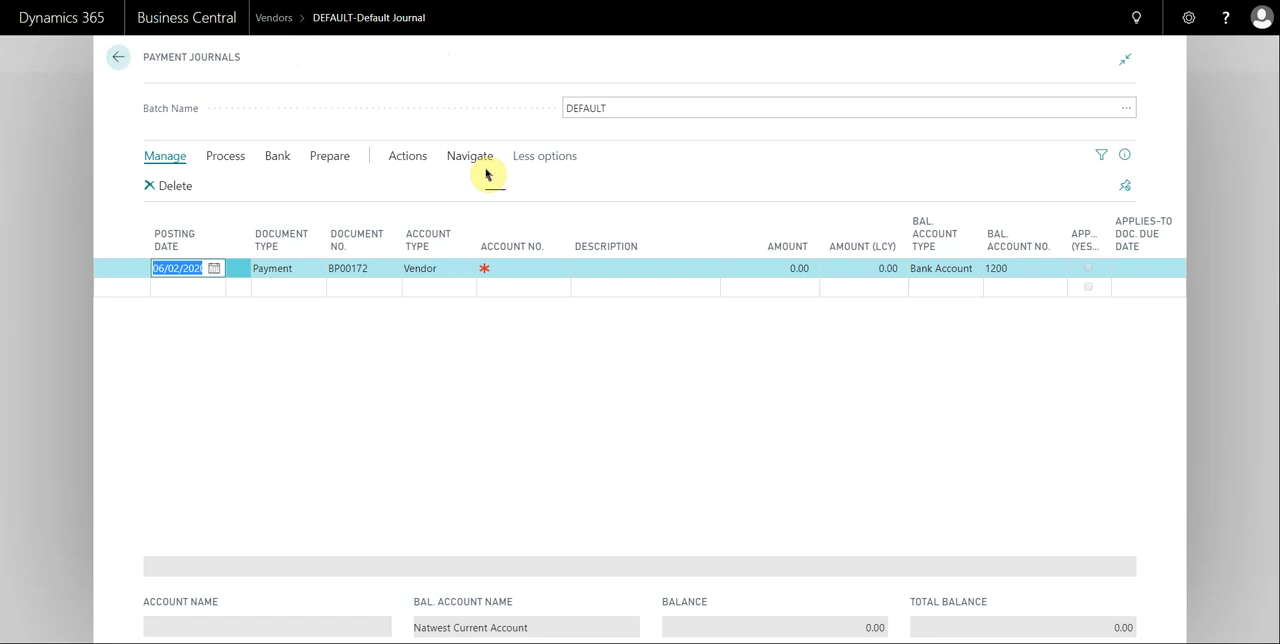 Dynamics 365 Business Central Vendors > DEFAULT-Default Journal ?
PAYMENT JOURNALS
Batch Name DEFAULT ...
Manage Process Bank Prepare Actions Navigate Less options
Delete
POSTING DATE DOCUMENT TYPE DOCUMENT NO. ACCOUNT TYPE ACCOUNT NO. DESCRIPTION AMOUNT AMOUNT (LCY) BAL. ACCOUNT TYPE BAL. ACCOUNT NO. APP... (YES... APPLIES-TO DOC. DUE DATE
06/02/2020 Payment BP00172 Vendor * 0.00 0.00 Bank Account 1200
ACCOUNT NAME BAL. ACCOUNT NAME BALANCE TOTAL BALANCE
Natwest Current Account 0.00 0.00